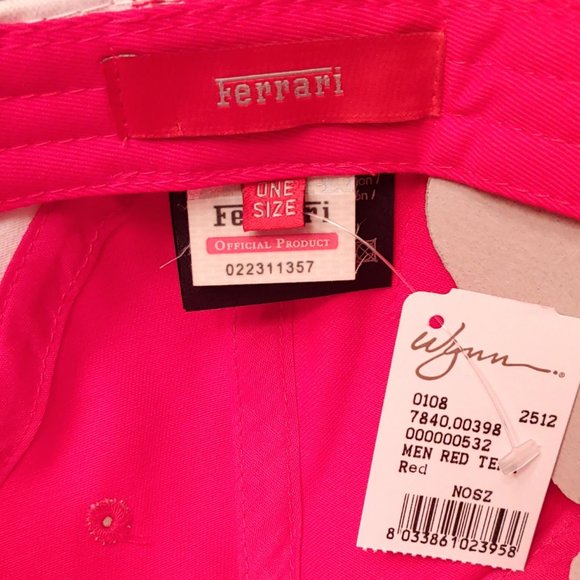 Ferrari
ONE
SIZE
OFFICIAL PRODUCT
022311357
Wynn
0108
7840.00398 2512
000000532
MEN RED
Red
NOSZ
8 033861 023958